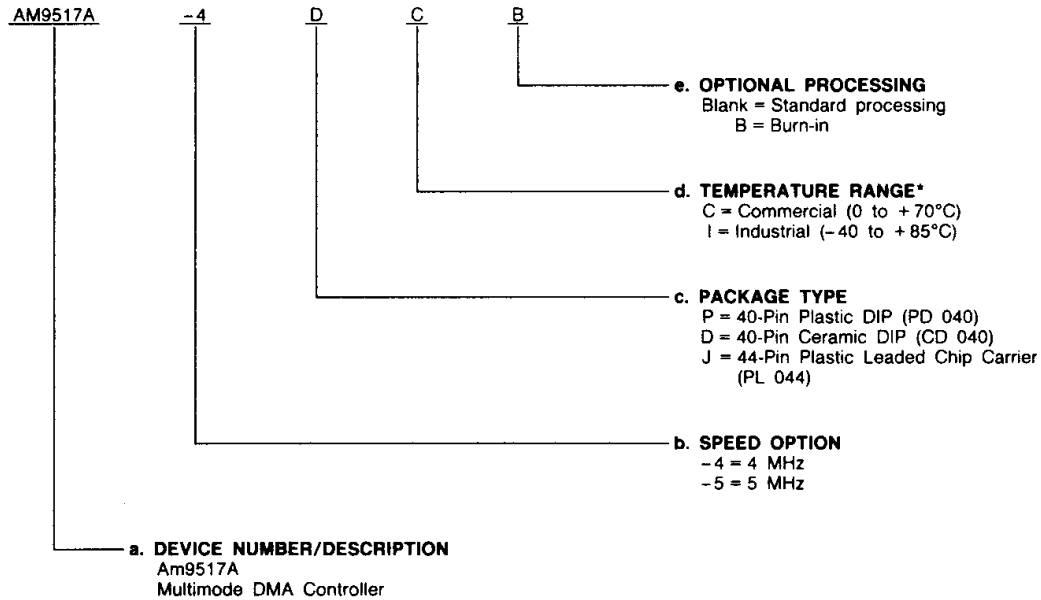 AM9517A -4 D C B
e. OPTIONAL PROCESSING
Blank = Standard processing
B = Burn-in
d. TEMPERATURE RANGE*
C = Commercial (0 to +70°C)
I = Industrial (-40 to +85°C)
c. PACKAGE TYPE
P = 40-Pin Plastic DIP (PD 040)
D = 40-Pin Ceramic DIP (CD 040)
J = 44-Pin Plastic Leaded Chip Carrier
(PL 044)
b. SPEED OPTION
-4 = 4 MHz
-5 = 5 MHz
a. DEVICE NUMBER/DESCRIPTION
Am9517A
Multimode DMA Controller